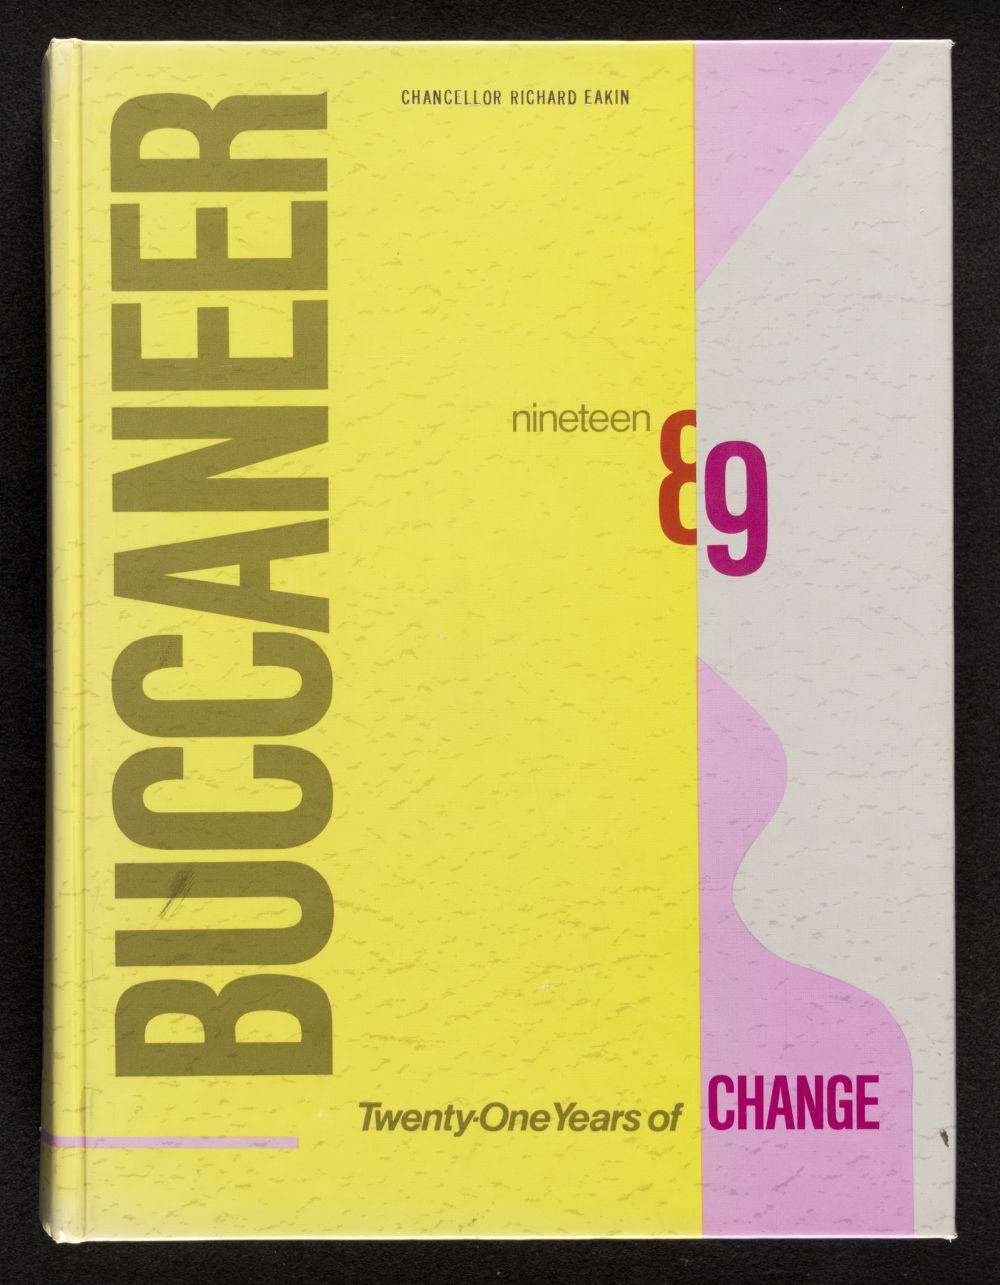 BUCCANEER
CHANCELLOR RICHARD EAKIN
nineteen 89
Twenty-One Years of CHANGE